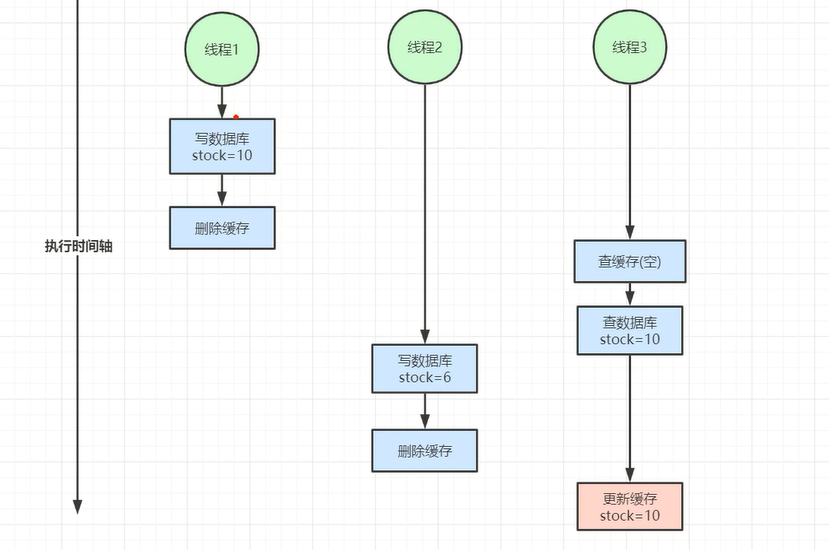 线程1
线程2
线程3
写数据库
stock=10
删除缓存
执行时间轴
查缓存(空)
查数据库
stock=10
写数据库
stock=6
删除缓存
更新缓存
stock=10